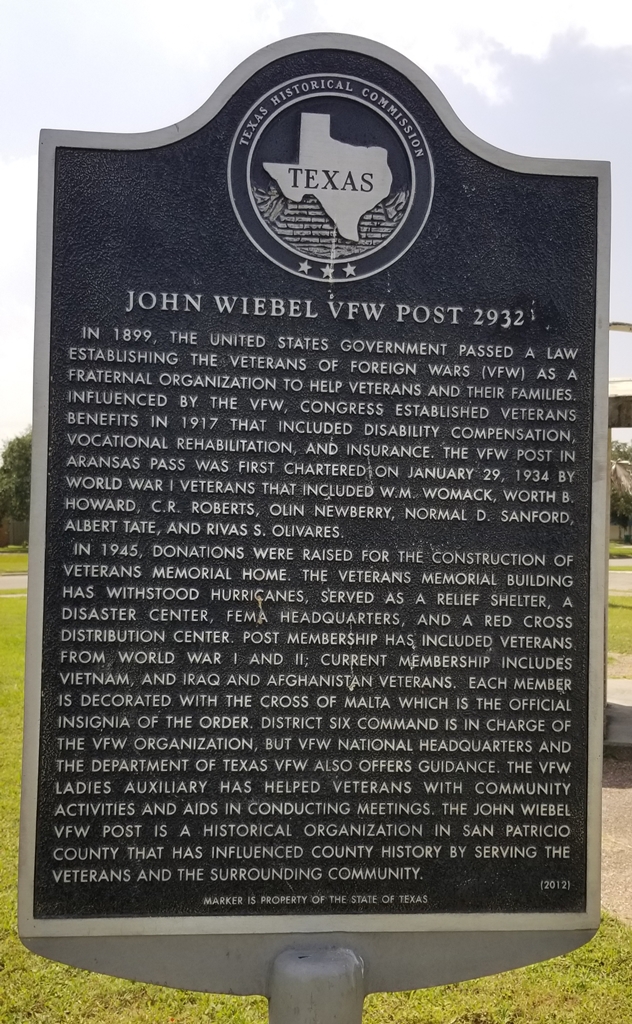 TEXAS HISTORICAL COMMISSION
TEXAS
JOHN WIEBEL VFW POST 2932
IN 1899, THE UNITED STATES GOVERNMENT PASSED A LAW
ESTABLISHING THE VETERANS OF FOREIGN WARS (VFW) AS A
FRATERNAL ORGANIZATION TO HELP VETERANS AND THEIR FAMILIES.
INFLUENCED BY THE VFW, CONGRESS ESTABLISHED VETERANS
BENEFITS IN 1917 THAT INCLUDED DISABILITY COMPENSATION,
VOCATIONAL REHABILITATION, AND INSURANCE. THE VFW POST IN
ARANSAS PASS WAS FIRST CHARTERED ON JANUARY 29, 1934 BY
WORLD WAR I VETERANS THAT INCLUDED W.M. WOMACK, WORTH B.
HOWARD, C.R. ROBERTS, OLIN NEWBERRY, NORMAL D. SANFORD,
ALBERT TATE, AND RIVAS S. OLIVARES.
IN 1945, DONATIONS WERE RAISED FOR THE CONSTRUCTION OF
VETERANS MEMORIAL HOME. THE VETERANS MEMORIAL BUILDING
HAS WITHSTOOD HURRICANES, SERVED AS A RELIEF SHELTER, A
DISASTER CENTER, FEMA HEADQUARTERS, AND A RED CROSS
DISTRIBUTION CENTER. POST MEMBERSHIP HAS INCLUDED VETERANS
FROM WORLD WAR I AND II; CURRENT MEMBERSHIP INCLUDES
VIETNAM, AND IRAQ AND AFGHANISTAN VETERANS. EACH MEMBER
IS DECORATED WITH THE CROSS OF MALTA WHICH IS THE OFFICIAL
INSIGNIA OF THE ORDER. DISTRICT SIX COMMAND IS IN CHARGE OF
THE VFW ORGANIZATION, BUT VFW NATIONAL HEADQUARTERS AND
THE DEPARTMENT OF TEXAS VFW ALSO OFFERS GUIDANCE. THE VFW
LADIES AUXILIARY HAS HELPED VETERANS WITH COMMUNITY
ACTIVITIES AND AIDS IN CONDUCTING MEETINGS. THE JOHN WIEBEL
VFW POST IS A HISTORICAL ORGANIZATION IN SAN PATRICIO
COUNTY THAT HAS INFLUENCED COUNTY HISTORY BY SERVING THE
VETERANS AND THE SURROUNDING COMMUNITY.
(2012)
MARKER IS PROPERTY OF THE STATE OF TEXAS